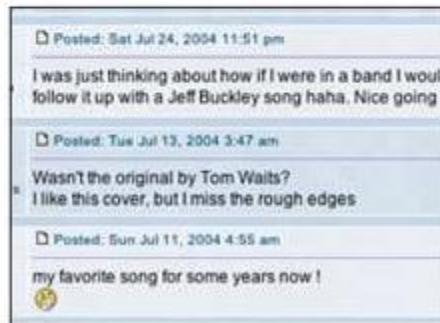 Posted: Sat Jul 24, 2004 11:51 pm
I was just thinking about how if I were in a band I
follow it up with a Jeff Buckley song haha. Nice going
Posted: Tue Jul 13, 2004 3:47 am
Wasn't the original by Tom Waits?
I like this cover, but I miss the rough edges
Posted: Sun Jul 11, 2004 4:55 am
my favorite song for some years now !